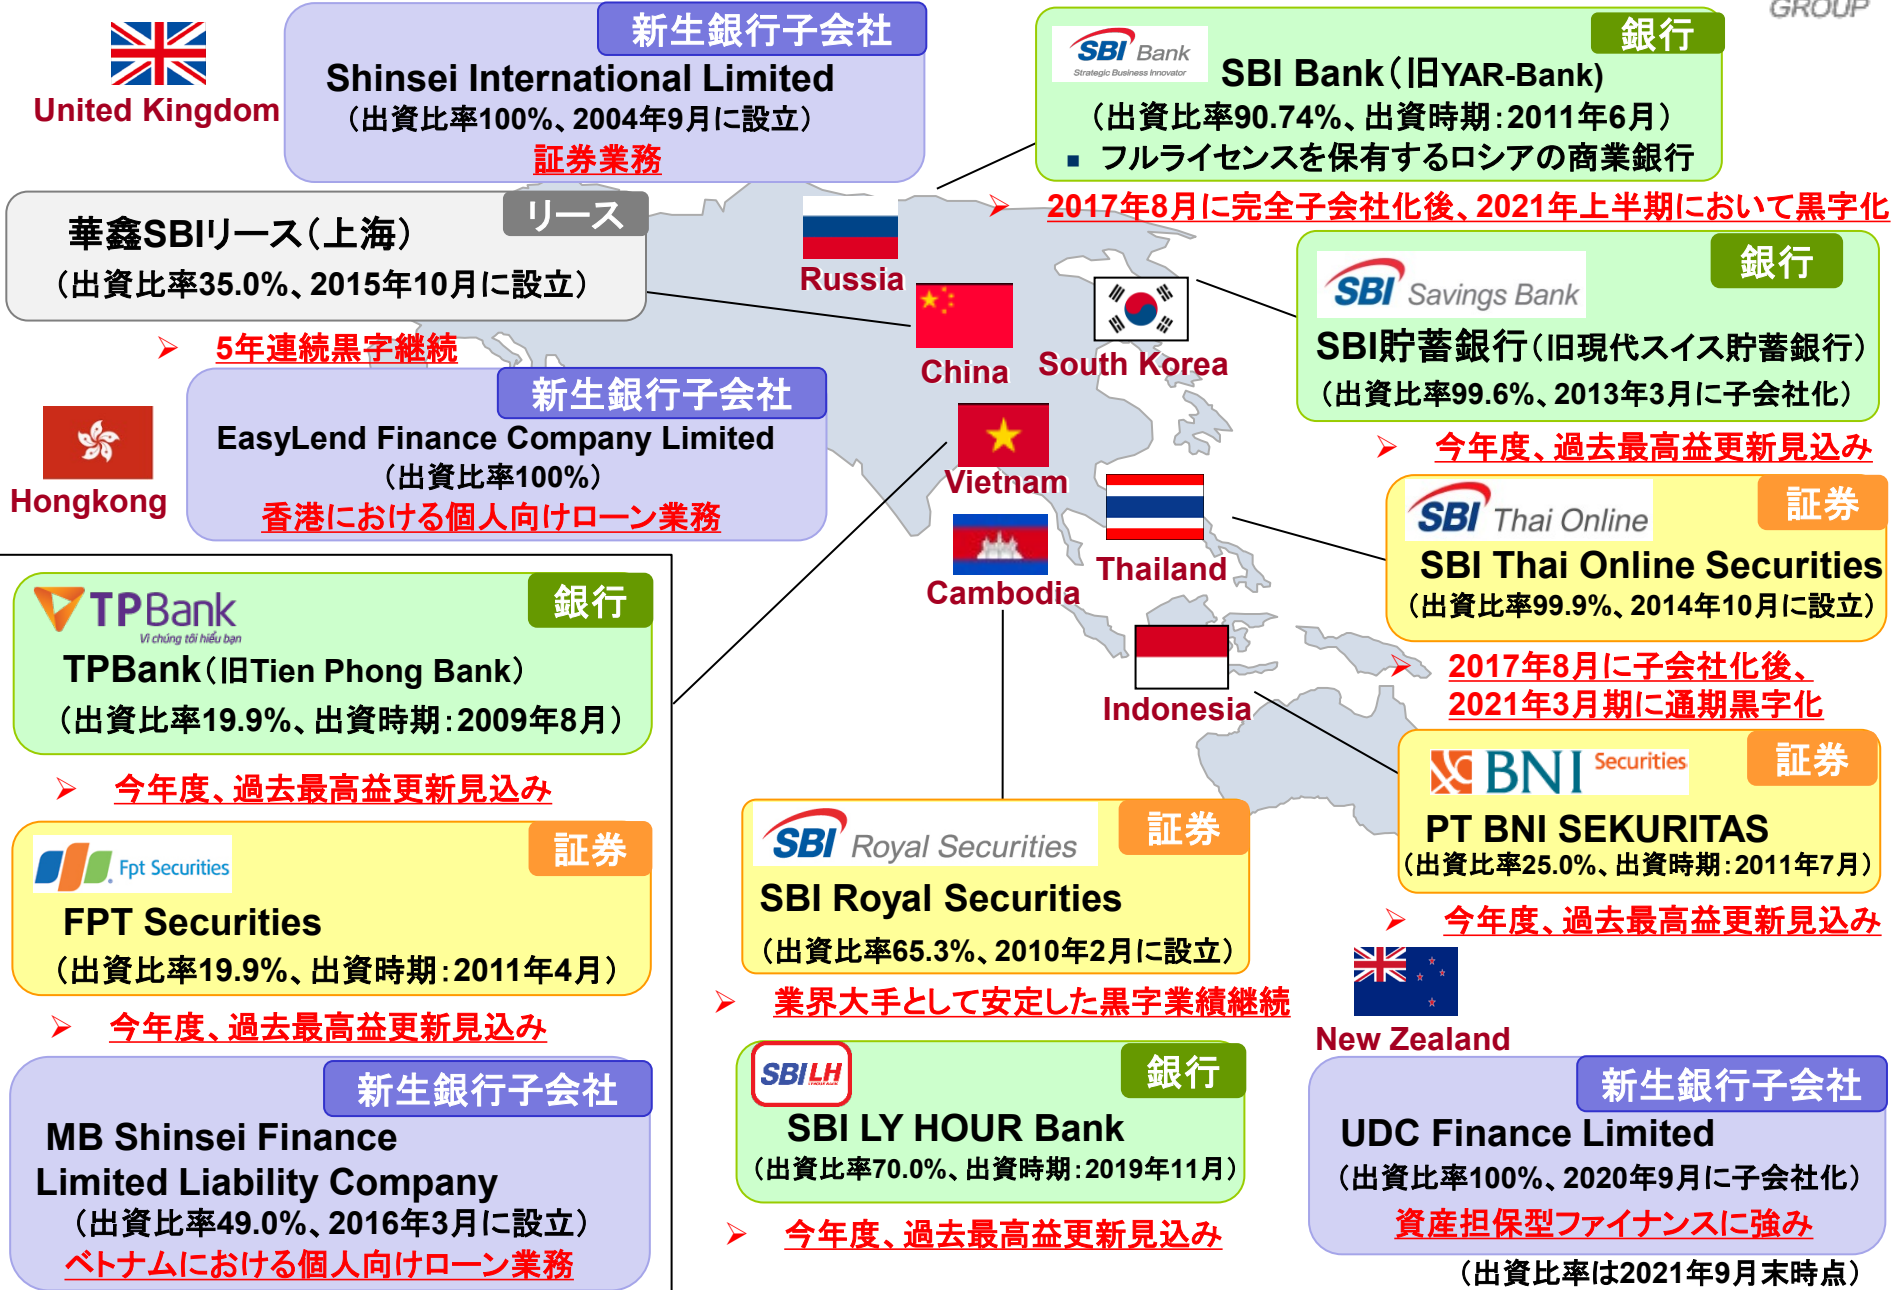 GROUP
United Kingdom
新生銀行子会社
Shinsei International Limited
（出資比率100%、2004年9月に設立）
証券業務
SBI Bank
Strategic Business Innovator
銀行
SBI Bank（旧YAR-Bank)
（出資比率90.74%、出資時期：2011年6月）
▪ フルライセンスを保有するロシアの商業銀行
➢ 2017年8月に完全子会社化後、2021年上半期において黒字化
リース
華鑫SBIリース（上海）
（出資比率35.0%、2015年10月に設立）
➢ 5年連続黒字継続
Russia
China
South Korea
SBI Savings Bank
銀行
SBI貯蓄銀行（旧現代スイス貯蓄銀行）
（出資比率99.6%、2013年3月に子会社化）
➢ 今年度、過去最高益更新見込み
Hongkong
新生銀行子会社
EasyLend Finance Company Limited
（出資比率100%）
香港における個人向けローン業務
Vietnam
Cambodia
Thailand
Indonesia
SBI Thai Online
証券
SBI Thai Online Securities
（出資比率99.9%、2014年10月に設立）
➢ 2017年8月に子会社化後、
2021年3月期に通期黒字化
TPBank
Vì chúng tôi hiểu bạn
銀行
TPBank（旧Tien Phong Bank）
（出資比率19.9%、出資時期：2009年8月）
➢ 今年度、過去最高益更新見込み
Fpt Securities
証券
FPT Securities
（出資比率19.9%、出資時期：2011年4月）
➢ 今年度、過去最高益更新見込み
新生銀行子会社
MB Shinsei Finance
Limited Liability Company
（出資比率49.0%、2016年3月に設立）
ベトナムにおける個人向けローン業務
SBI Royal Securities
証券
SBI Royal Securities
（出資比率65.3%、2010年2月に設立）
➢ 業界大手として安定した黒字業績継続
SBI LH
銀行
SBI LY HOUR Bank
（出資比率70.0%、出資時期：2019年11月）
➢ 今年度、過去最高益更新見込み
BNI Securities
証券
PT BNI SEKURITAS
（出資比率25.0%、出資時期：2011年7月）
➢ 今年度、過去最高益更新見込み
New Zealand
新生銀行子会社
UDC Finance Limited
（出資比率100%、2020年9月に子会社化）
資産担保型ファイナンスに強み
（出資比率は2021年9月末時点）